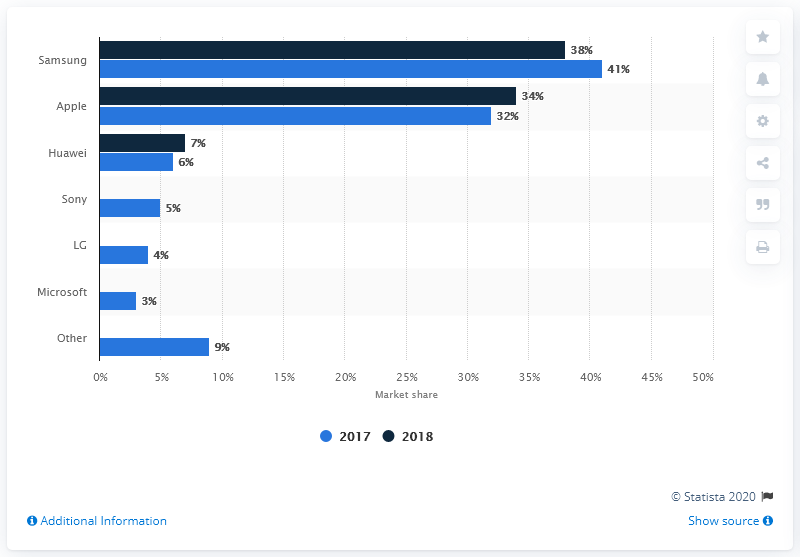 Samsung 38%
41%
Apple 34%
32%
Huawei 7%
6%
Sony 5%
LG 4%
Microsoft 3%
Other 9%
0% 5% 10% 15% 20% 25% 30% 35% 40% 45% 50%
Market share
2017 2018
© Statista 2020
Additional Information Show source